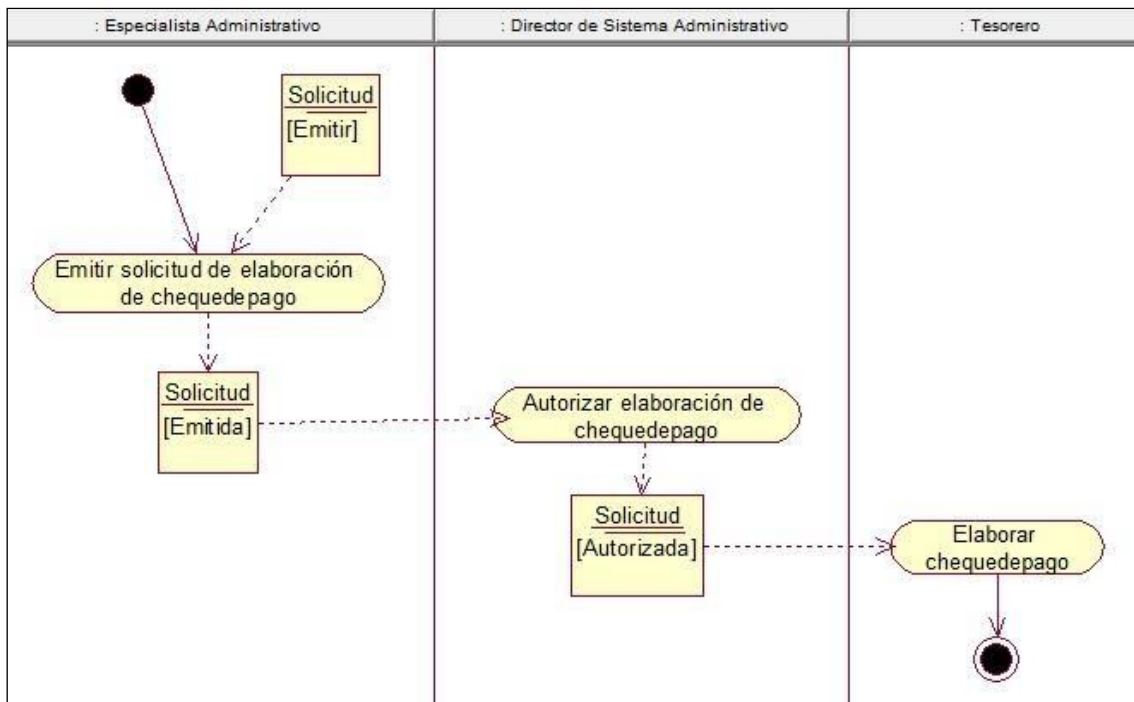 : Especialista Administrativo
: Director de Sistema Administrativo
: Tesorero
Solicitud
[Emitir]
Emitir solicitud de elaboración
de chequedepago
Solicitud
[Emitida]
Autorizar elaboración de
chequedepago
Solicitud
[Autorizada]
Elaborar
chequedepago